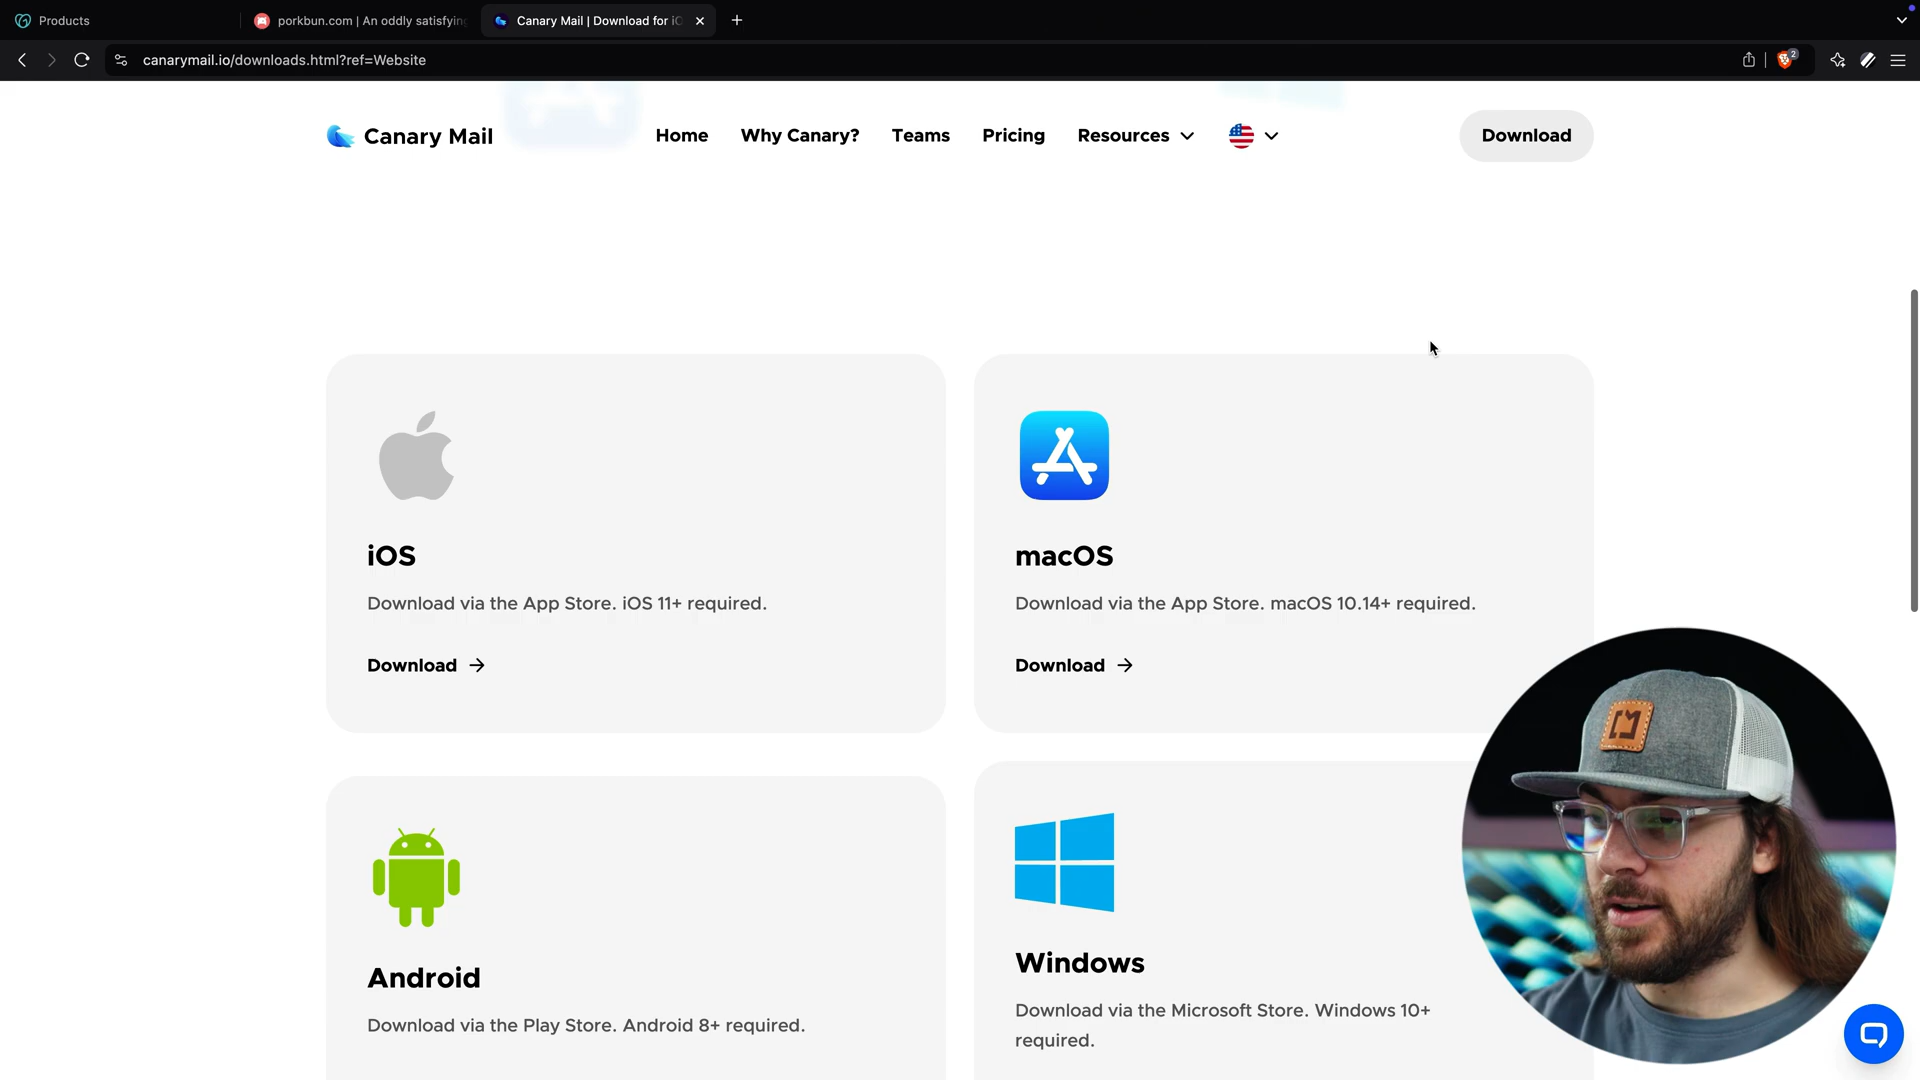 Products
porkbun.com | An oddly satisfying
Canary Mail | Download for iO
canarymail.io/downloads.html?ref=Website
2
Canary Mail
Home
Why Canary?
Teams
Pricing
Resources
Download
iOS
Download via the App Store. iOS 11+ required.
Download
macOS
Download via the App Store. macOS 10.14+ required.
Download
Android
Download via the Play Store. Android 8+ required.
Windows
Download via the Microsoft Store. Windows 10+
required.